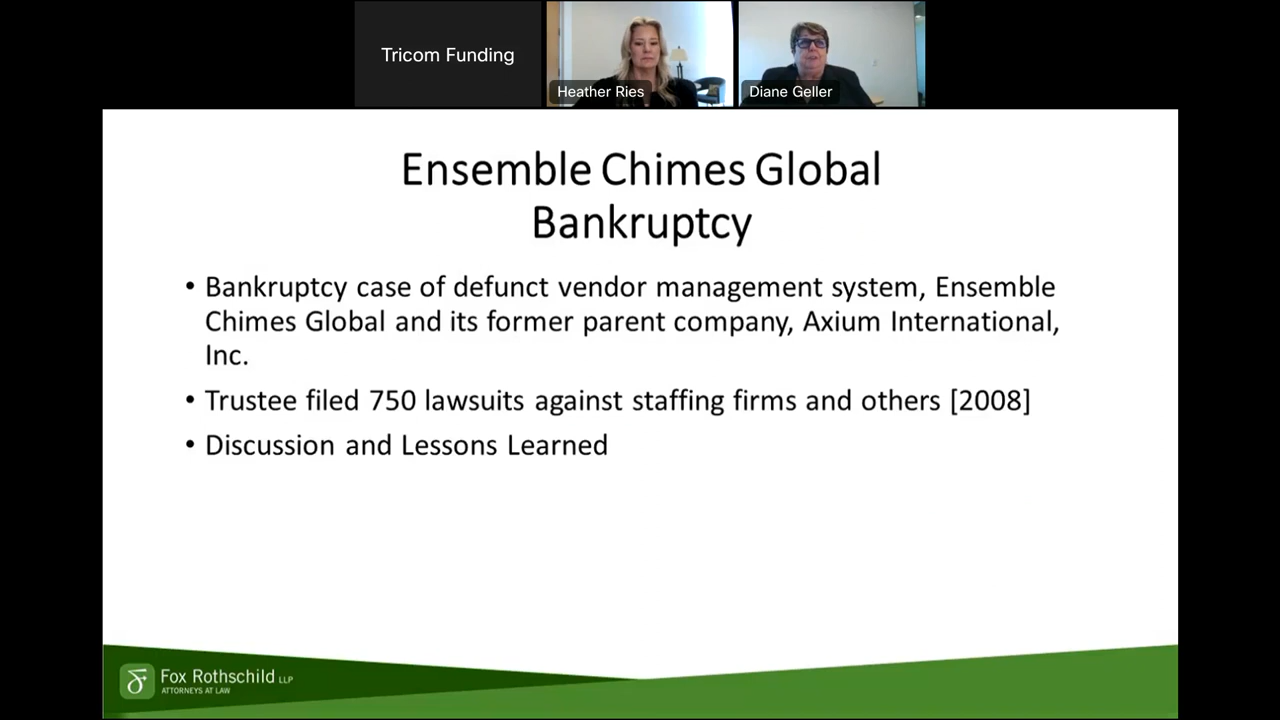 Tricom Funding
Heather Ries
Diane Geller
Ensemble Chimes Global
Bankruptcy
• Bankruptcy case of defunct vendor management system, Ensemble
Chimes Global and its former parent company, Axium International,
Inc.
• Trustee filed 750 lawsuits against staffing firms and others [2008]
• Discussion and Lessons Learned
Fox Rothschild LLP
ATTORNEYS AT LAW